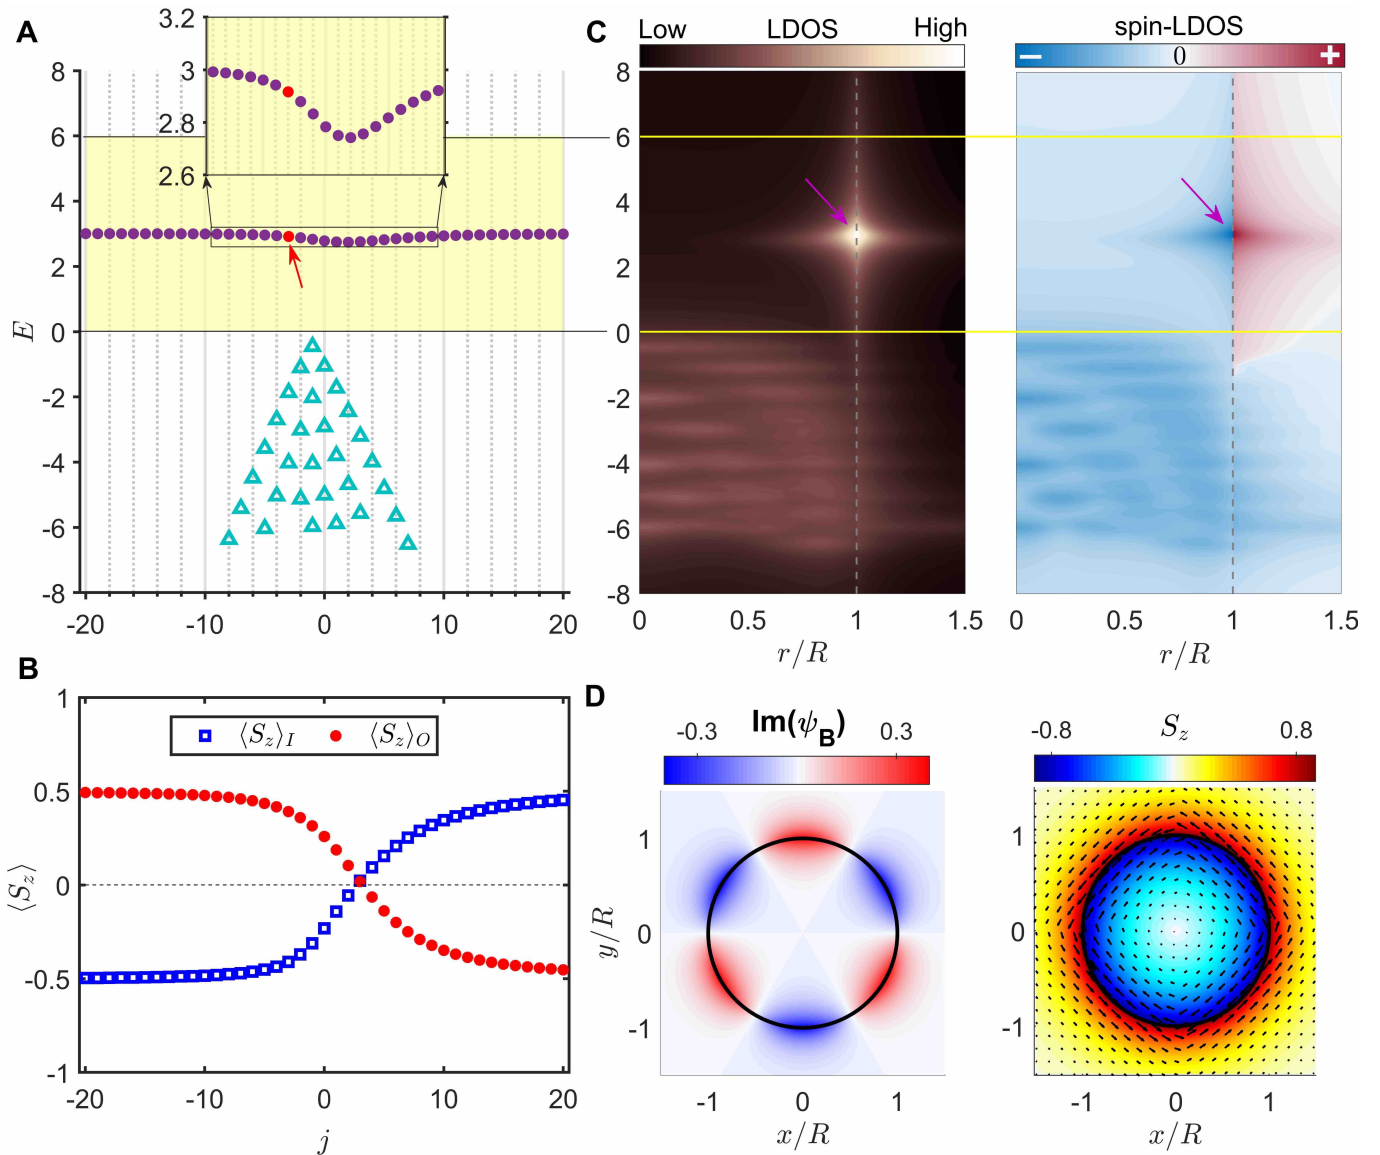 A
3.2
3
2.8
2.6
8
6
4
2
0
-2
-4
-6
-8
E
-20 -10 0 10 20
C
Low LDOS High
8
6
4
2
0
-2
-4
-6
-8
0 0.5 1 1.5
r/R
spin-LDOS
− 0 +
0 0.5 1 1.5
r/R
B
1
0.5
0
-0.5
-1
⟨S_z⟩
⟨S_z⟩_I ⟨S_z⟩_O
-20 -10 0 10 20
j
D
-0.3 Im(ψ_B) 0.3
1
0
-1
y/R
-1 0 1
x/R
-0.8 S_z 0.8
1
0
-1
-1 0 1
x/R